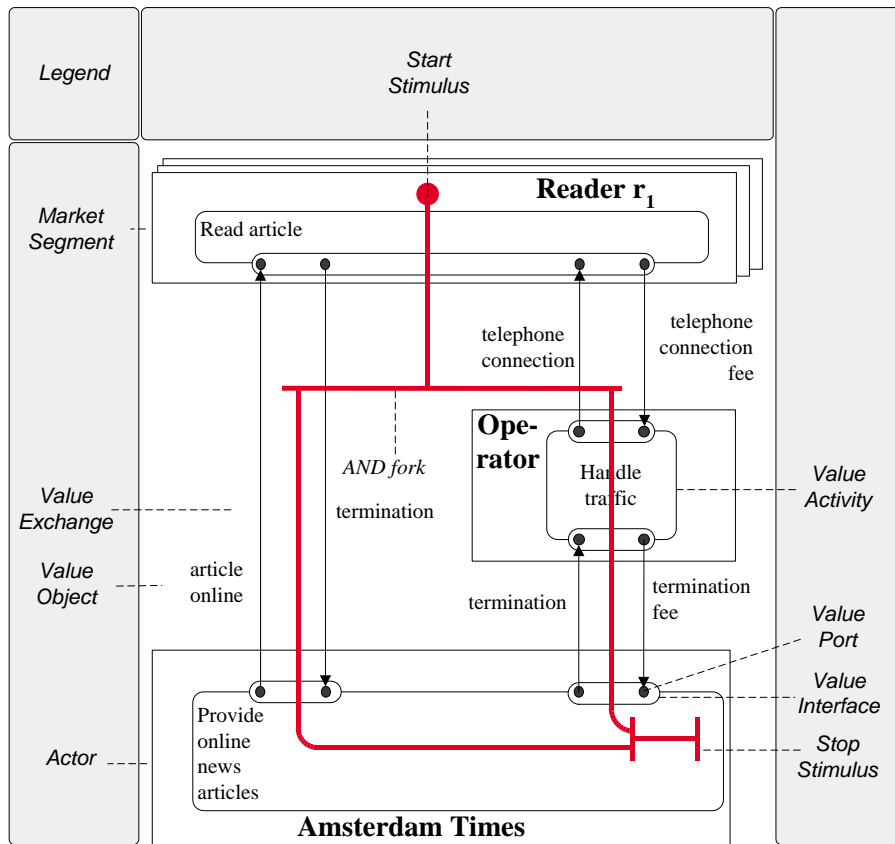 Legend
Start
Stimulus
Market
Segment
Reader r1
Read article
telephone
connection
telephone
connection
fee
Ope-
rator
AND fork
Handle
traffic
Value
Activity
Value
Exchange
termination
Value
Object
article
online
termination
termination
fee
Value
Port
Value
Interface
Provide
online
news
articles
Actor
Stop
Stimulus
Amsterdam Times